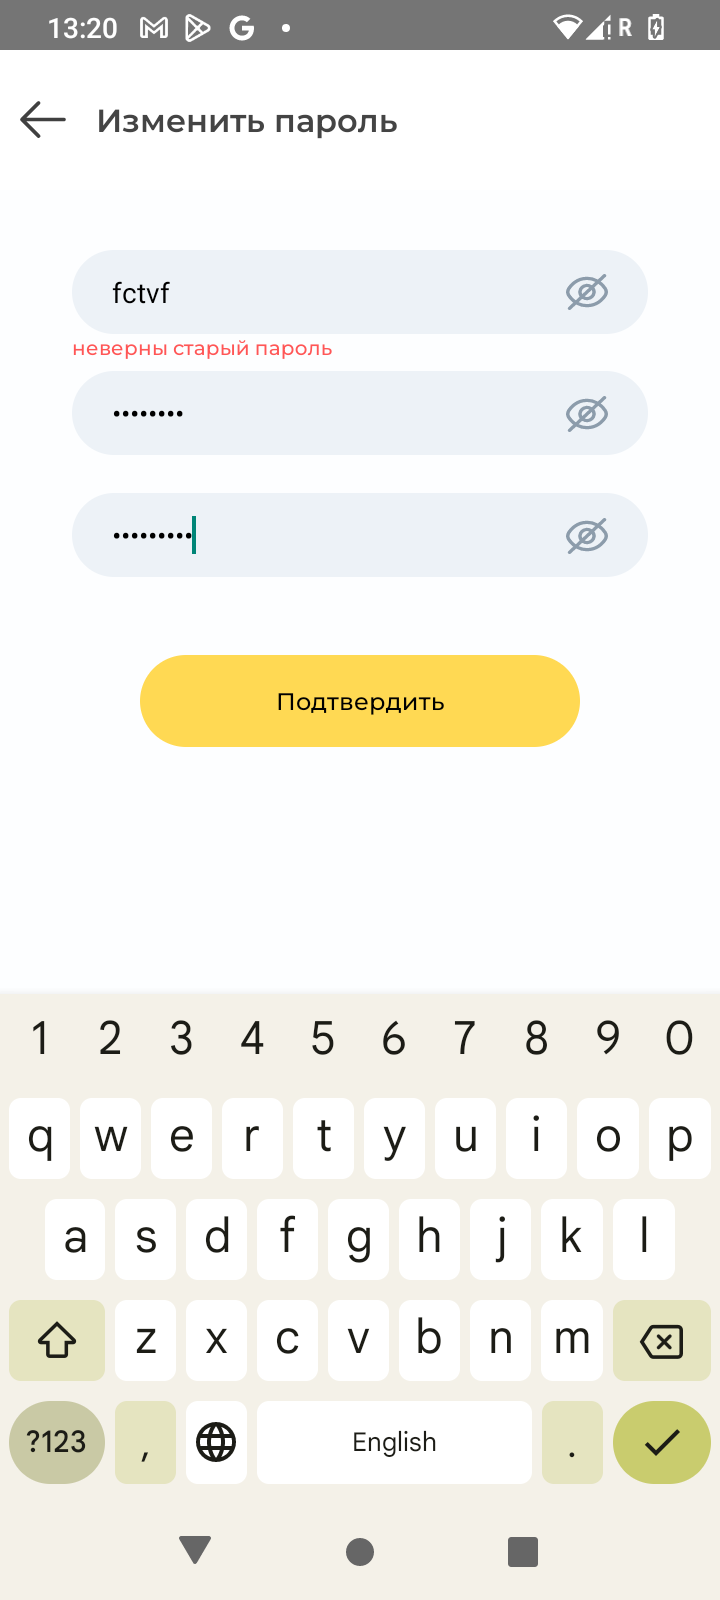 13:20
R
Изменить пароль
fctvf
неверны старый пароль
••••••••
•••••••••
Подтвердить
1 2 3 4 5 6 7 8 9 0
q w e r t y u i o p
a s d f g h j k l
z x c v b n m
?123 , English .